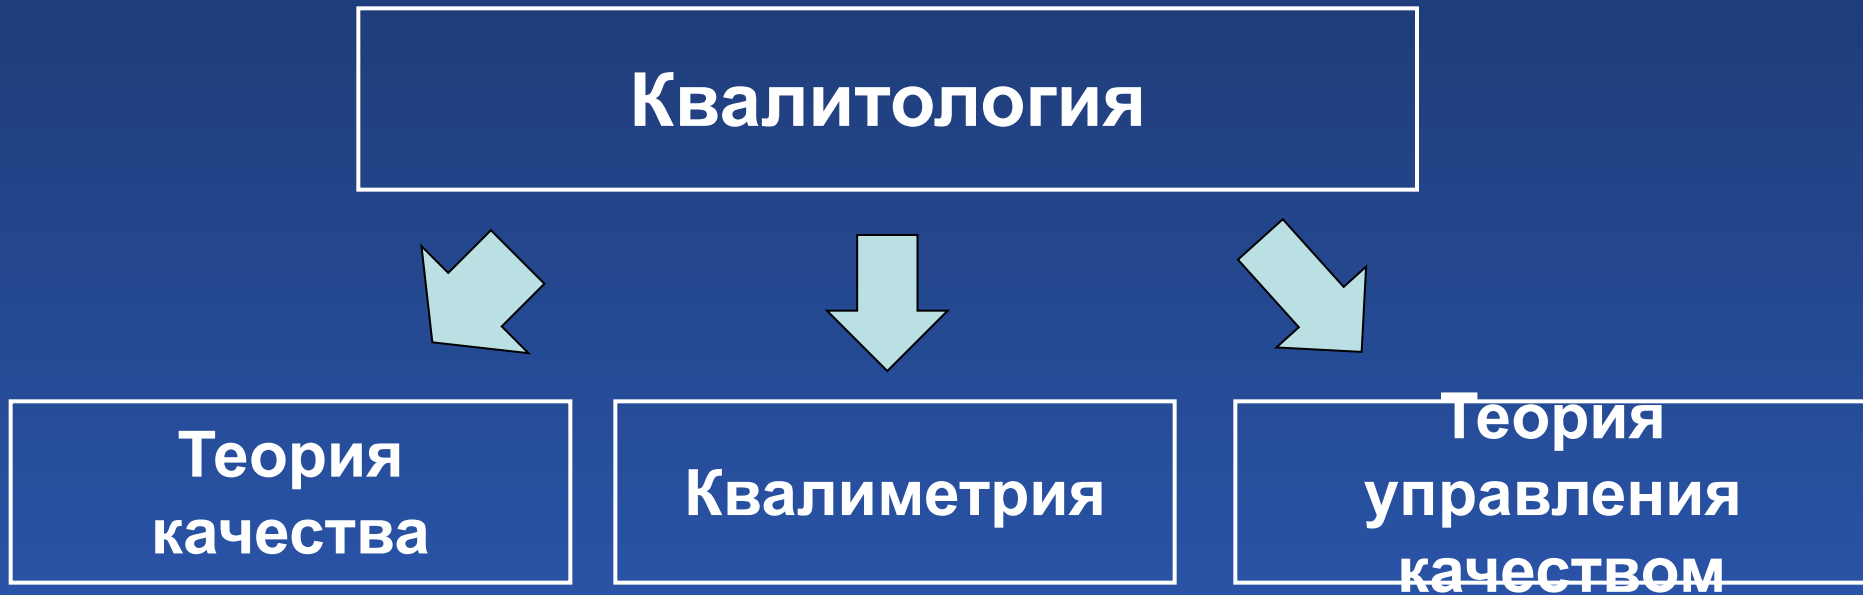 Квалитология
Теория
качества
Квалиметрия
Теория
управления
качеством